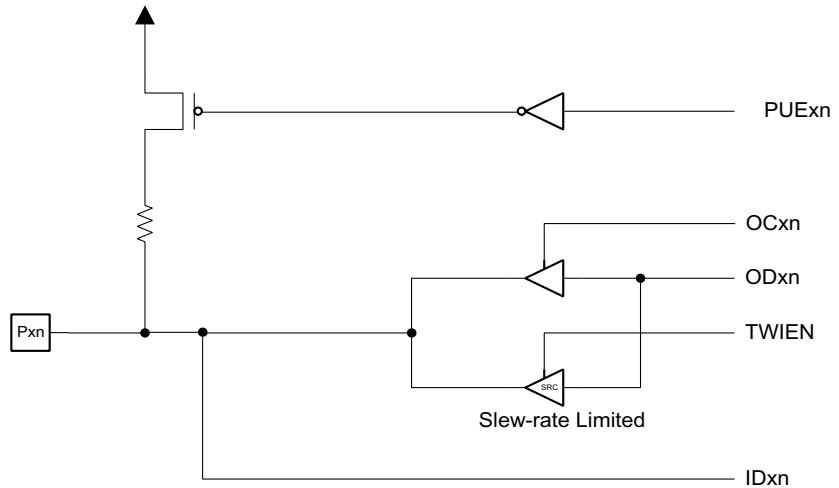 PUExn
OCxn
ODxn
Pxn
TWIEN
SRC
Slew-rate Limited
IDxn